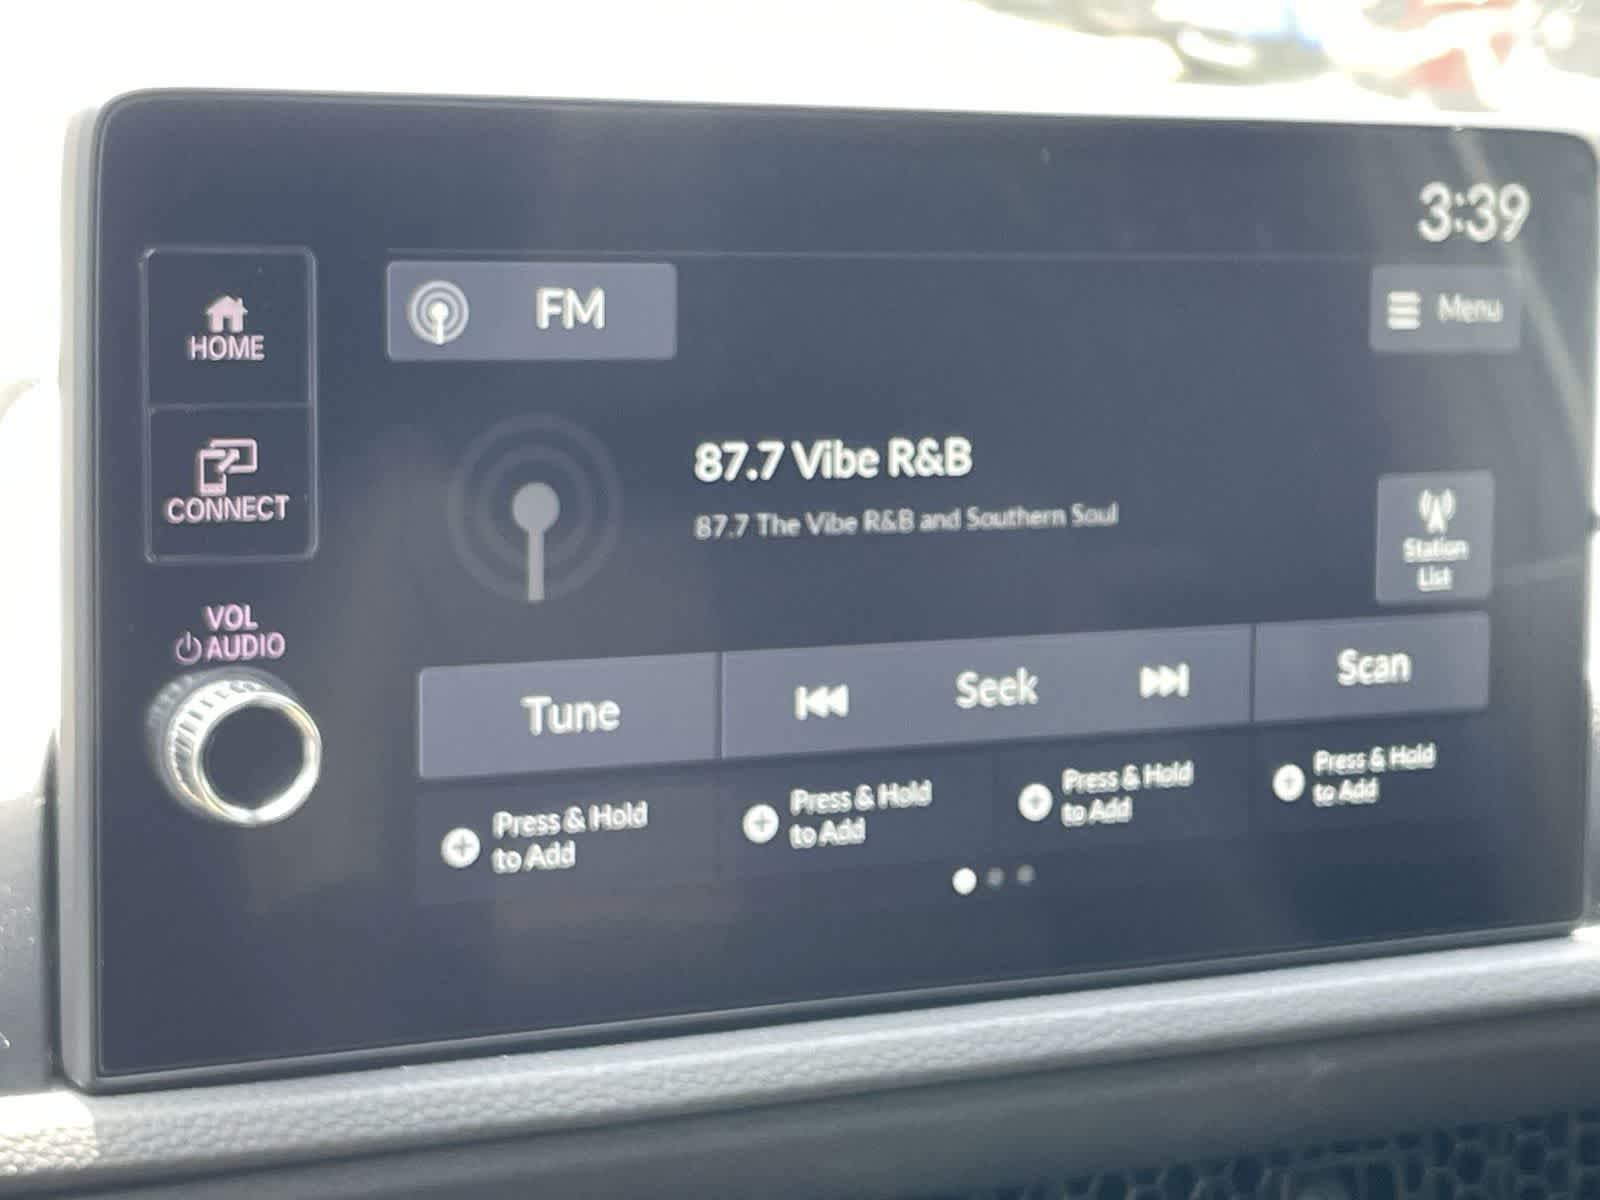 3:39
HOME
FM
Menu
CONNECT
87.7 Vibe R&B
87.7 The Vibe R&B and Southern Soul
Station
List
VOL
AUDIO
Tune
Seek
Scan
Press & Hold
to Add
Press & Hold
to Add
Press & Hold
to Add
Press & Hold
to Add